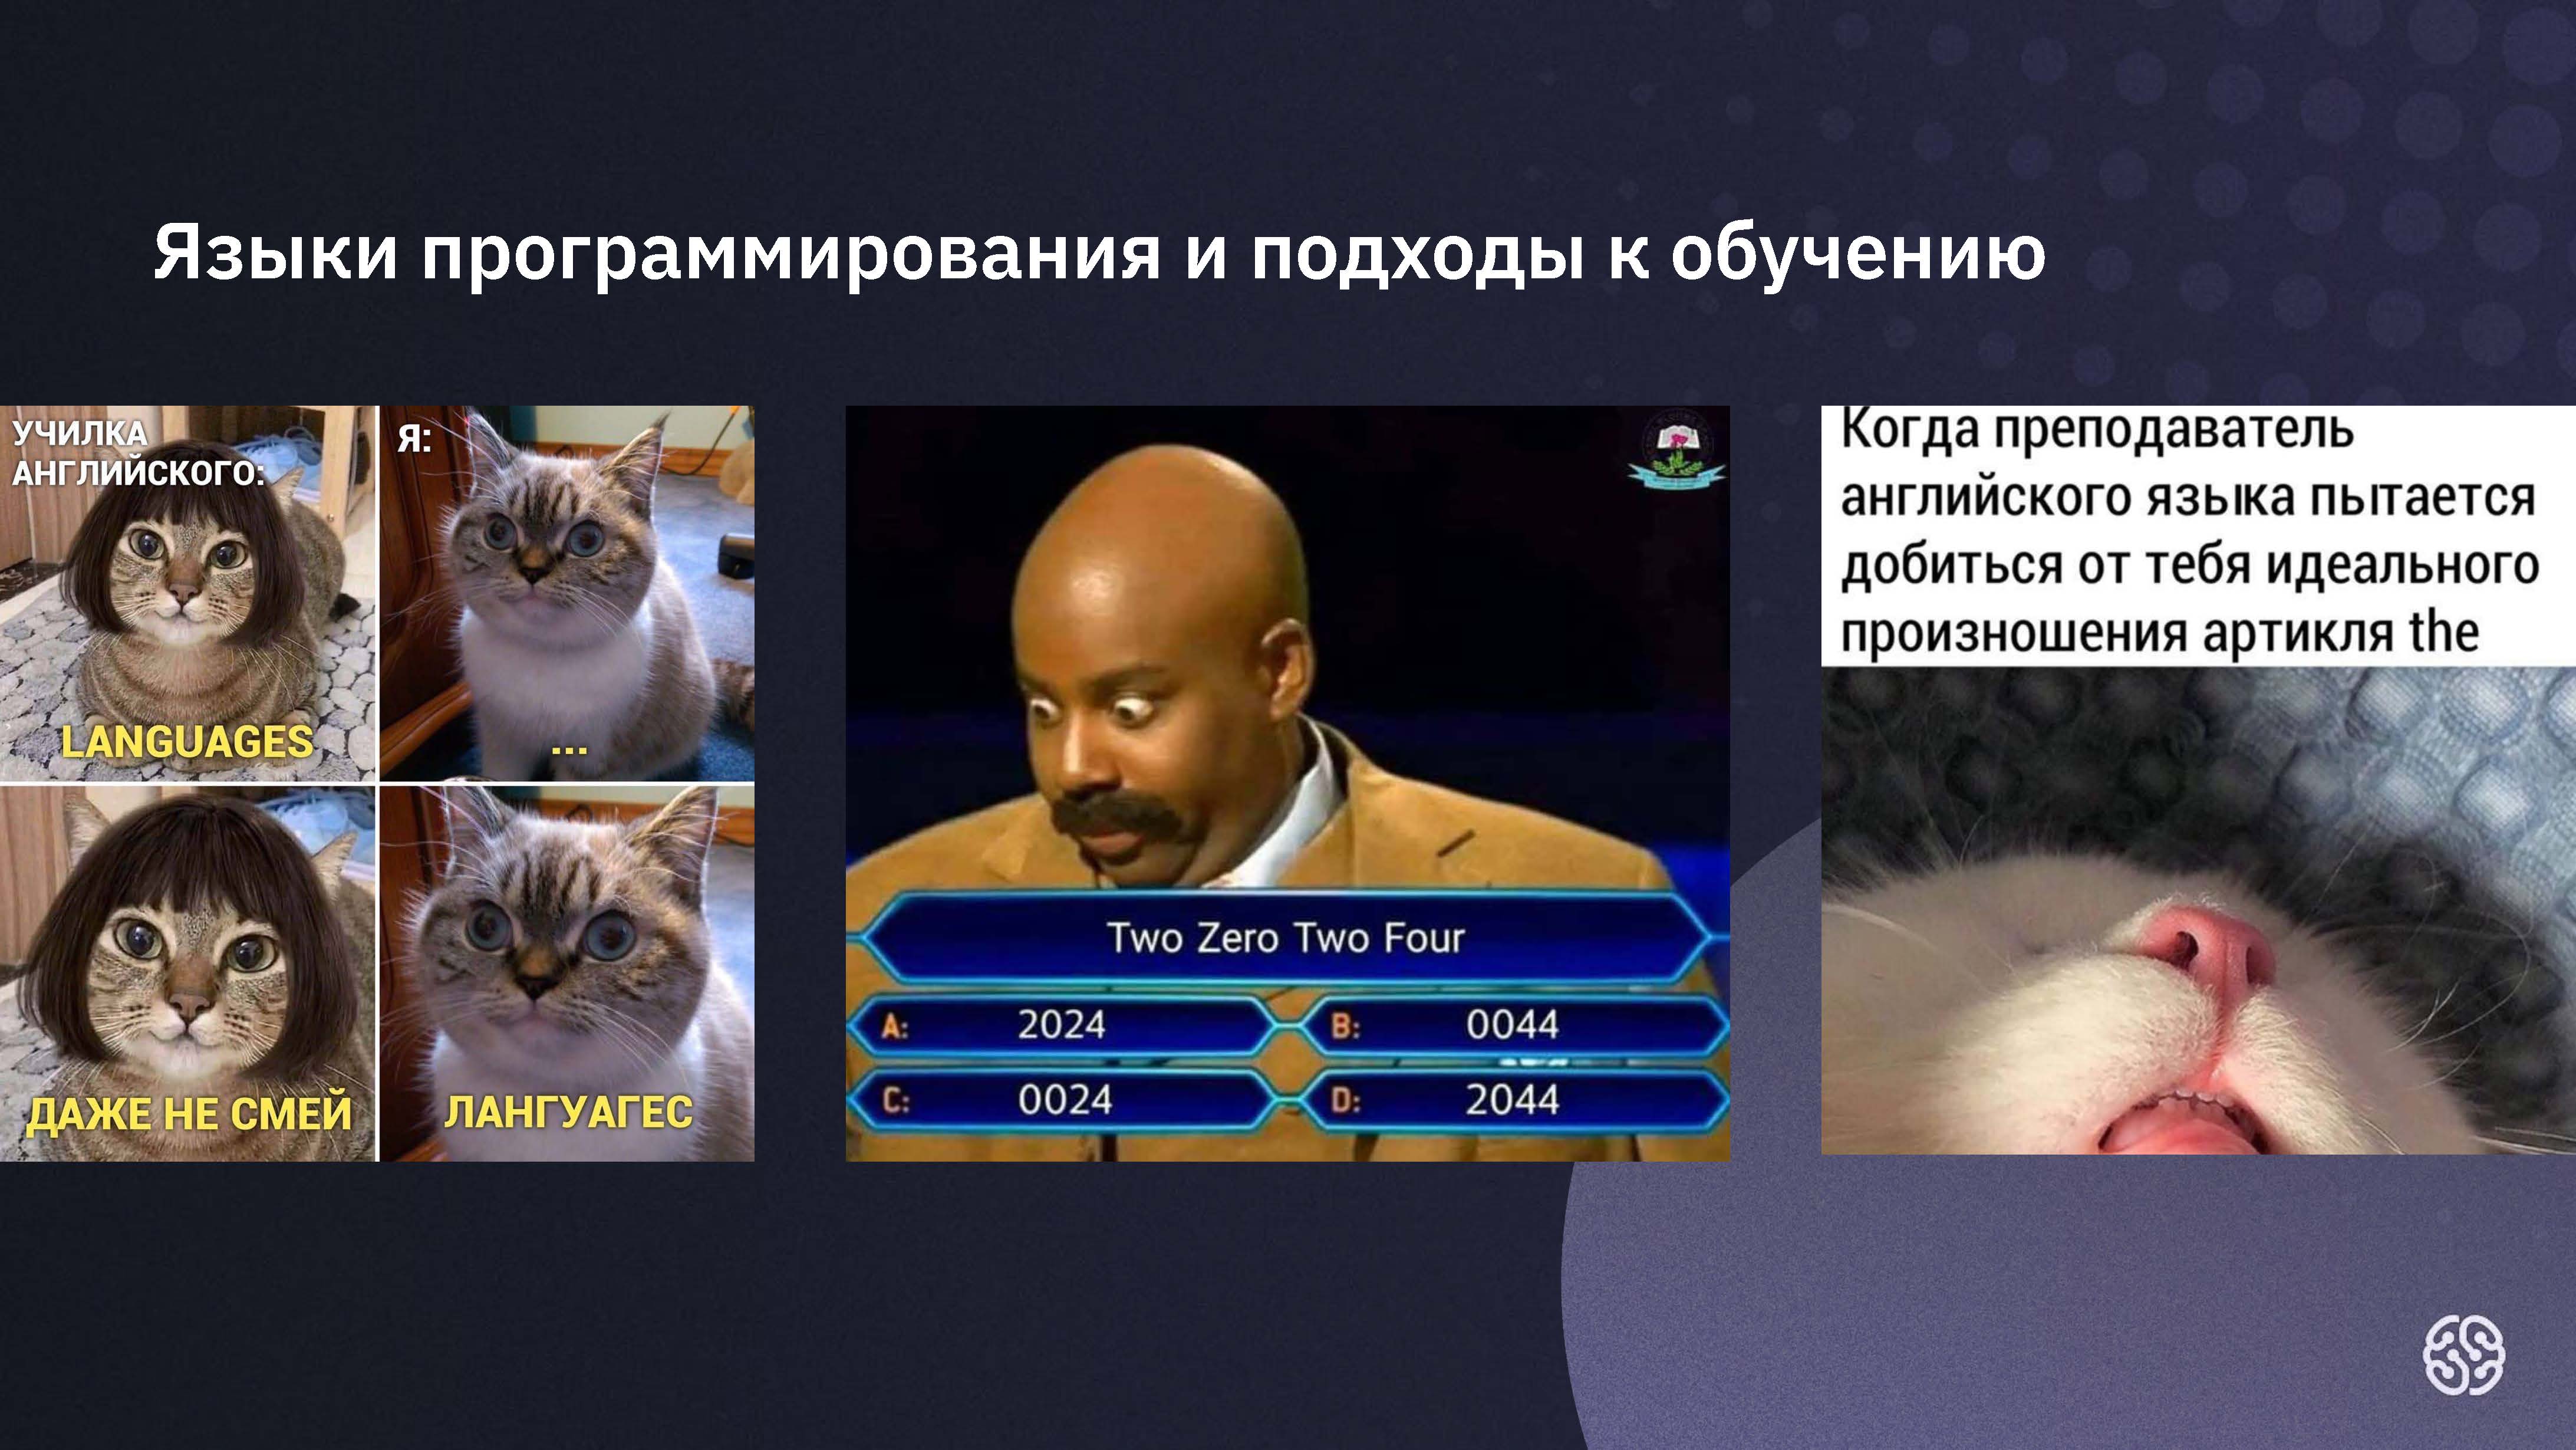 Языки программирования и подходы к обучению
УЧИЛКА
АНГЛИЙСКОГО:
LANGUAGES
Я:
...
ДАЖЕ НЕ СМЕЙ
ЛАНГУАГЕС
Two Zero Two Four
A: 2024
B: 0044
C: 0024
D: 2044
Когда преподаватель
английского языка пытается
добиться от тебя идеального
произношения артикля the